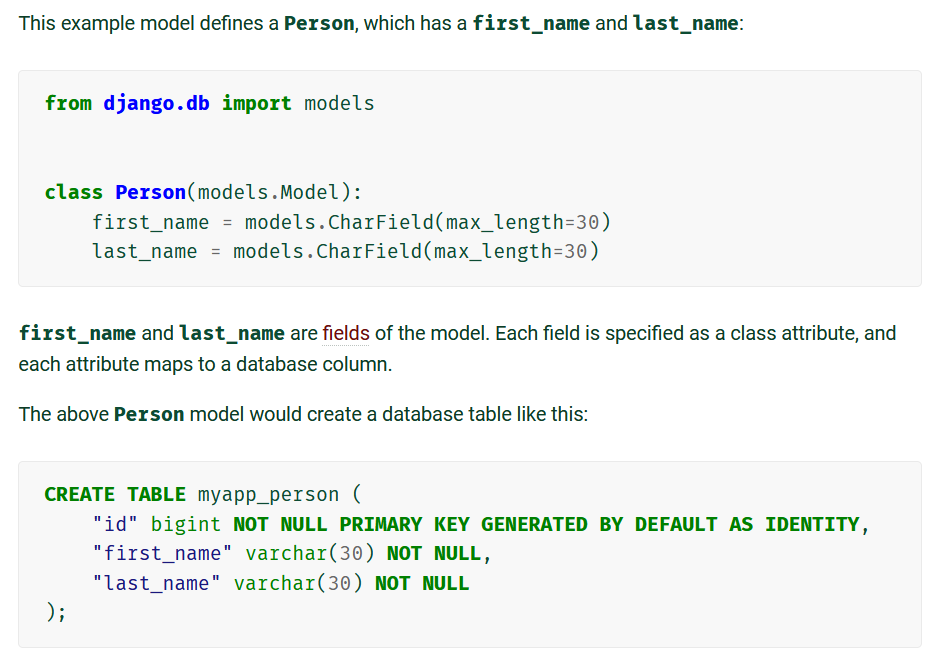 This example model defines a Person, which has a first_name and last_name:
from django.db import models
class Person(models.Model):
    first_name = models.CharField(max_length=30)
    last_name = models.CharField(max_length=30)
first_name and last_name are fields of the model. Each field is specified as a class attribute, and
each attribute maps to a database column.
The above Person model would create a database table like this:
CREATE TABLE myapp_person (
    "id" bigint NOT NULL PRIMARY KEY GENERATED BY DEFAULT AS IDENTITY,
    "first_name" varchar(30) NOT NULL,
    "last_name" varchar(30) NOT NULL
);